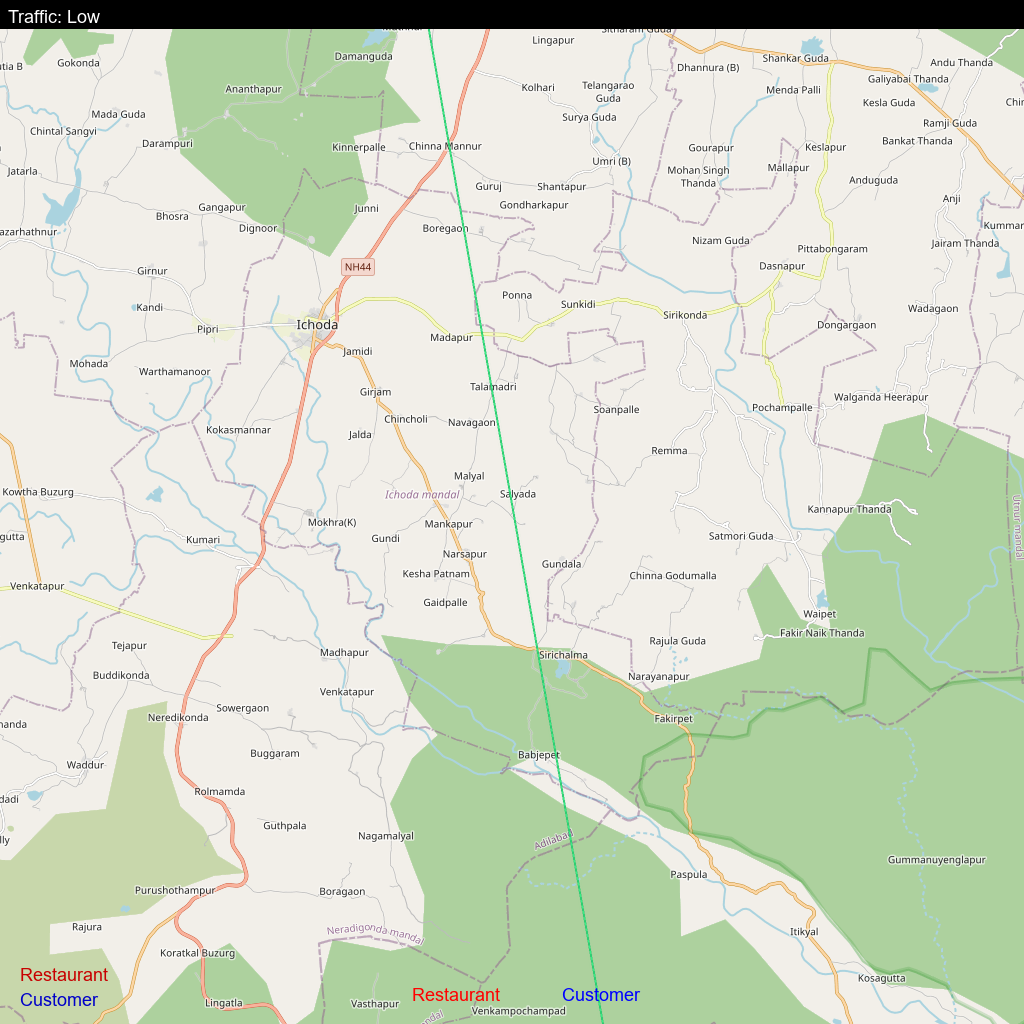 Traffic: Low
Lingapur
Gokonda
Damanguda
Shankar Guda
Andu Thanda
Dhannura (B)
Galiyabai Thanda
Ananthapur
Kolhari
Telangarao
Guda
Menda Palli
Kesla Guda
Mada Guda
Surya Guda
Ramji Guda
Chintal Sangvi
Darampuri
Kinnerpalle
Chinna Mannur
Gourapur
Keslapur
Bankat Thanda
Umri (B)
Jatarla
Mohan Singh
Thanda
Mallapur
Anduguda
Guruj
Shantapur
Gondharkapur
Anji
Gangapur
Junni
Bhosra
Dignoor
Boregaon
Nizam Guda
Jairam Thanda
Pittabongaram
NH44
Dasnapur
Girnur
Kandi
Ponna
Sunkidi
Sirikonda
Wadagaon
Ichoda
Dongargaon
Pipri
Madapur
Jamidi
Mohada
Warthamanoor
Talamadri
Girjam
Walganda Heerapur
Soanpalle
Pochampalle
Chincholi
Navagaon
Kokasmannar
Jalda
Remma
Malyal
Kowtha Buzurg
Ichoda mandal
Salyada
Kannapur Thanda
Utnur mandal
Mokhra(K)
Mankapur
Kumari
Gundi
Satmori Guda
Narsapur
Gundala
Kesha Patnam
Chinna Godumalla
Venkatapur
Gaidpalle
Waipet
Fakir Naik Thanda
Tejapur
Rajula Guda
Madhapur
Sirichalma
Buddikonda
Narayanapur
Venkatapur
Sowergaon
Neredikonda
Fakirpet
Buggaram
Babjepet
Waddur
Rolmamda
Guthpala
Nagamalyal
Adilabad
Gummanuyenglapur
Paspula
Purushothampur
Boragaon
Rajura
Neradigonda mandal
Itikyal
Koratkal Buzurg
Restaurant
Kosagutta
Customer
Restaurant
Customer
Lingatla
Vasthapur
Venkampochampad